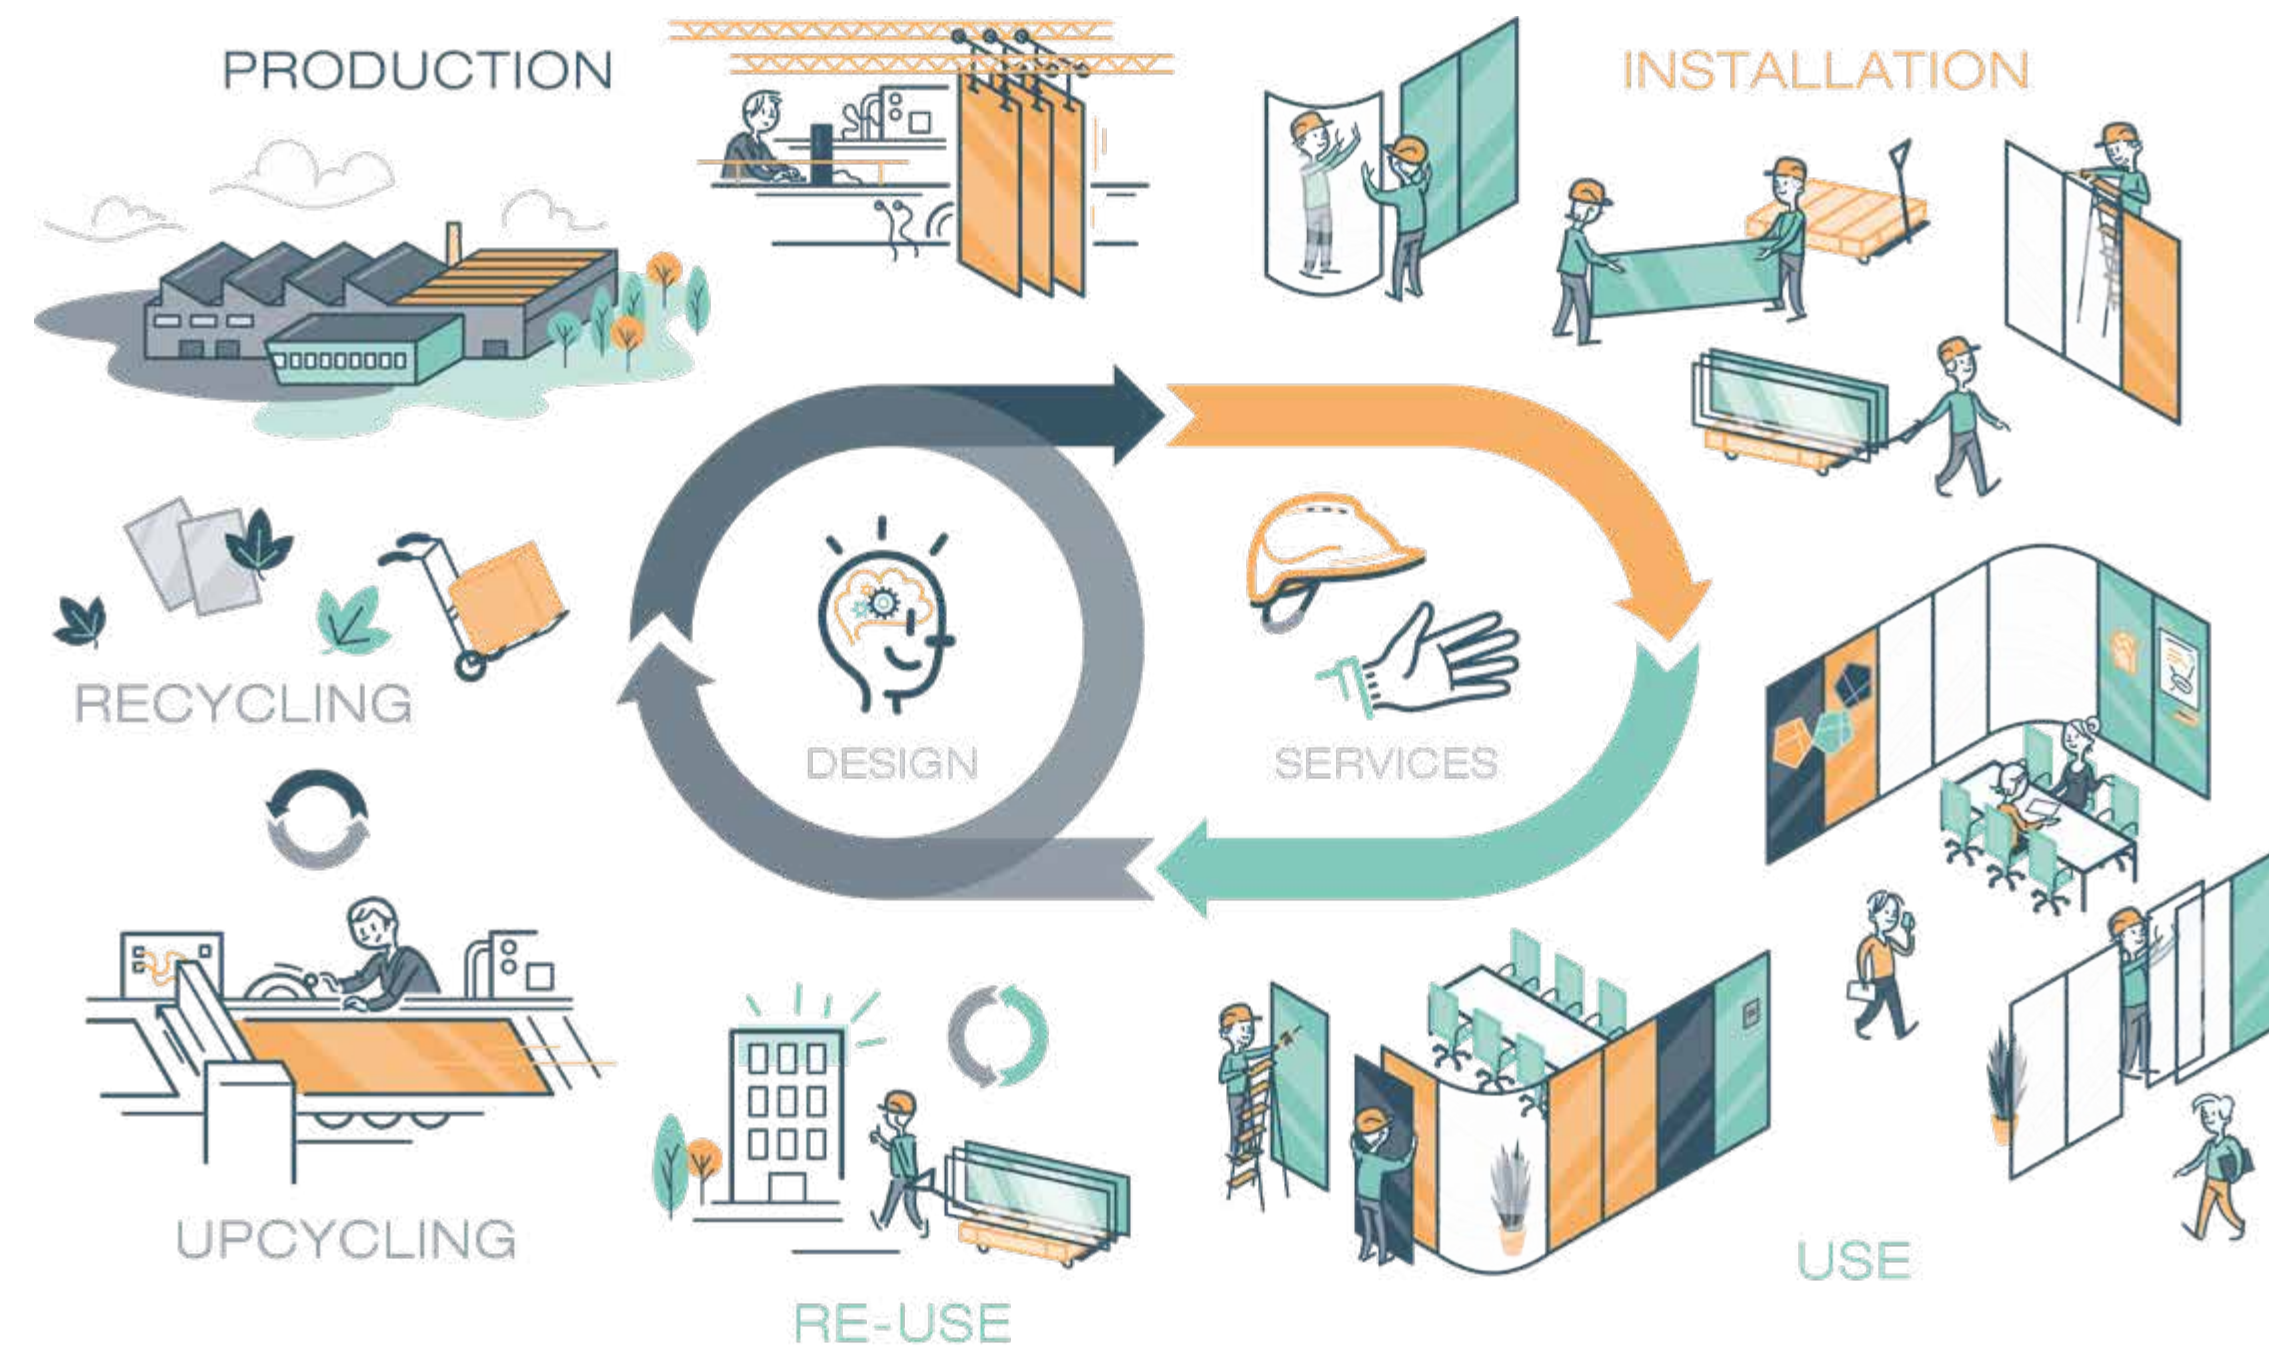 PRODUCTION
INSTALLATION
RECYCLING
DESIGN
SERVICES
UPCYCLING
USE
RE-USE